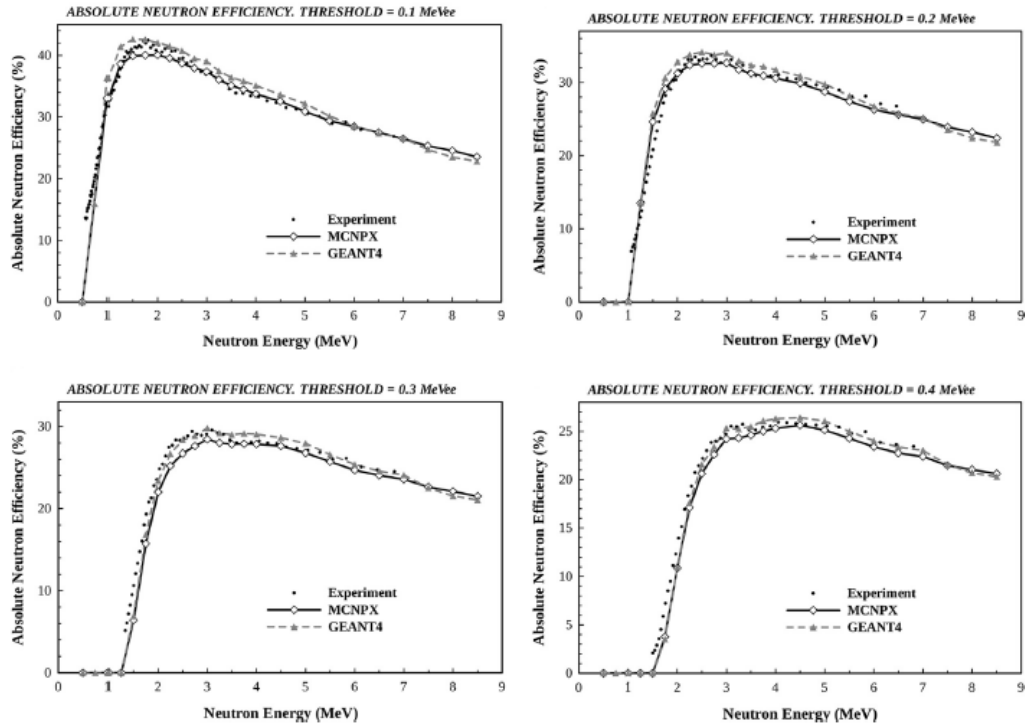 ABSOLUTE NEUTRON EFFICIENCY. THRESHOLD = 0.1 MeVee
Absolute Neutron Efficiency (%)
40
30
20
10
0
Experiment
MCNPX
GEANT4
0 1 2 3 4 5 6 7 8 9
Neutron Energy (MeV)
ABSOLUTE NEUTRON EFFICIENCY. THRESHOLD = 0.2 MeVee
Absolute Neutron Efficiency (%)
30
20
10
0
Experiment
MCNPX
GEANT4
0 1 2 3 4 5 6 7 8 9
Neutron Energy (MeV)
ABSOLUTE NEUTRON EFFICIENCY. THRESHOLD = 0.3 MeVee
Absolute Neutron Efficiency (%)
30
20
10
0
Experiment
MCNPX
GEANT4
0 1 2 3 4 5 6 7 8 9
Neutron Energy (MeV)
ABSOLUTE NEUTRON EFFICIENCY. THRESHOLD = 0.4 MeVee
Absolute Neutron Efficiency (%)
25
20
15
10
5
0
Experiment
MCNPX
GEANT4
0 1 2 3 4 5 6 7 8 9
Neutron Energy (MeV)